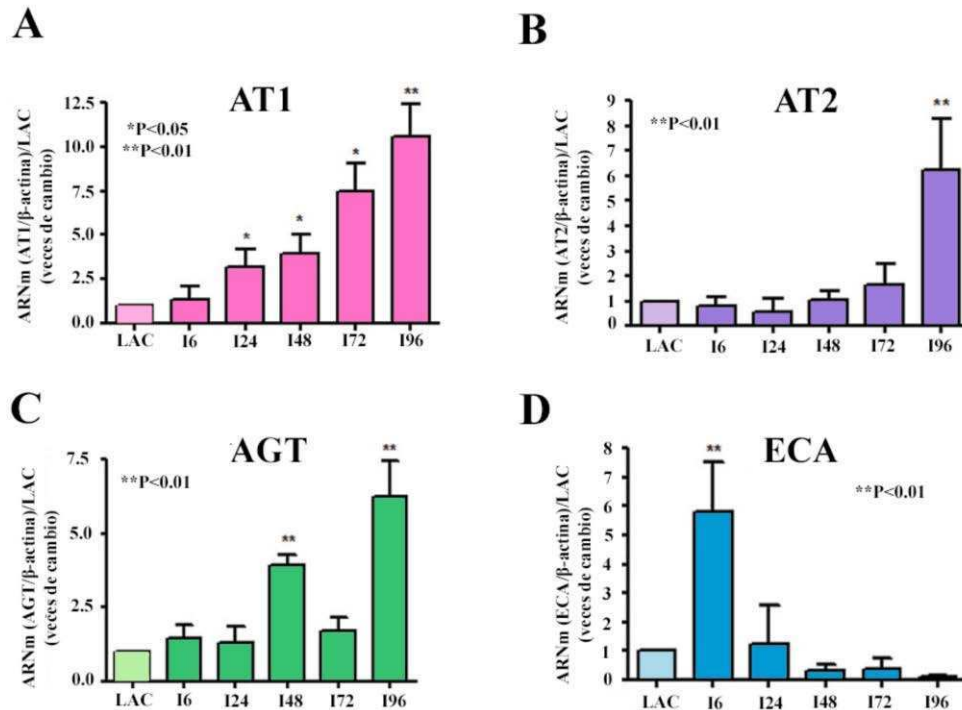 A
AT1
ARNm (AT1/β-actina)/LAC
(veces de cambio)
*P<0.05
**P<0.01
12.5
10.0
7.5
5.0
2.5
0.0
*
*
*
**
LAC I6 I24 I48 I72 I96
B
AT2
ARNm (AT2/β-actina)/LAC
(veces de cambio)
**P<0.01
9
8
7
6
5
4
3
2
1
0
**
LAC I6 I24 I48 I72 I96
C
AGT
ARNm (AGT/β-actina)/LAC
(veces de cambio)
**P<0.01
7.5
5.0
2.5
0.0
**
**
LAC I6 I24 I48 I72 I96
D
ECA
ARNm (ECA/β-actina)/LAC
(veces de cambio)
**P<0.01
8
7
6
5
4
3
2
1
0
**
LAC I6 I24 I48 I72 I96